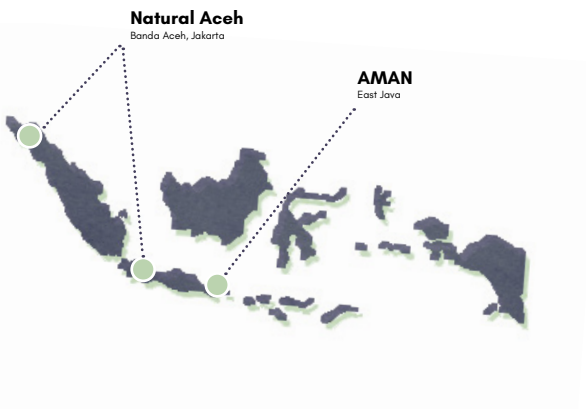 Natural Aceh
Banda Aceh, Jakarta
AMAN
East Java